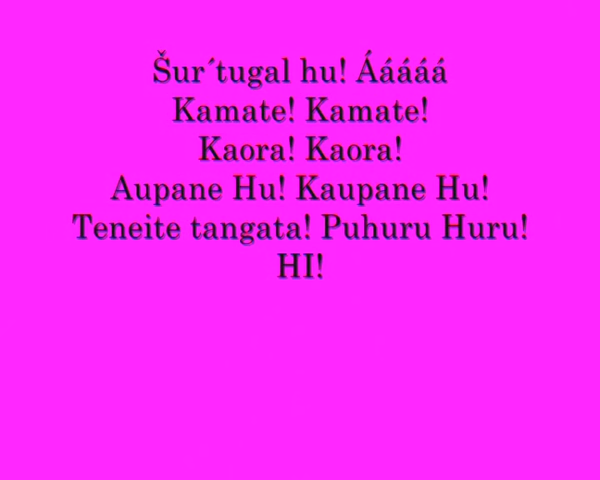 Šur´tugal hu! Ááááá
Kamate! Kamate!
Kaora! Kaora!
Aupane Hu! Kaupane Hu!
Teneite tangata! Puhuru Huru!
HI!